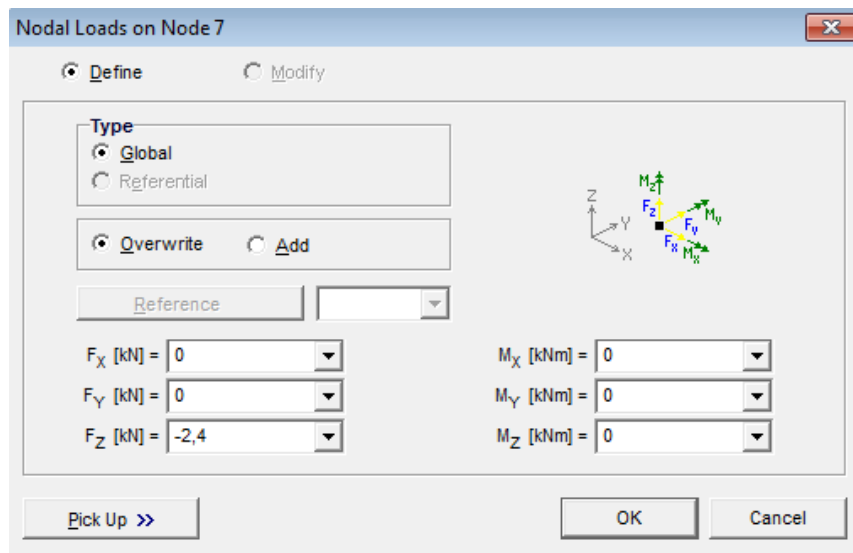 Nodal Loads on Node 7
Define Modify
Type
Global
Referential
Overwrite Add
Reference
Z
Y
X
Mz
Fz
Fy
My
Fx
Mx
FX [kN] = 0
MX [kNm] = 0
FY [kN] = 0
MY [kNm] = 0
FZ [kN] = -2,4
MZ [kNm] = 0
Pick Up »
OK
Cancel